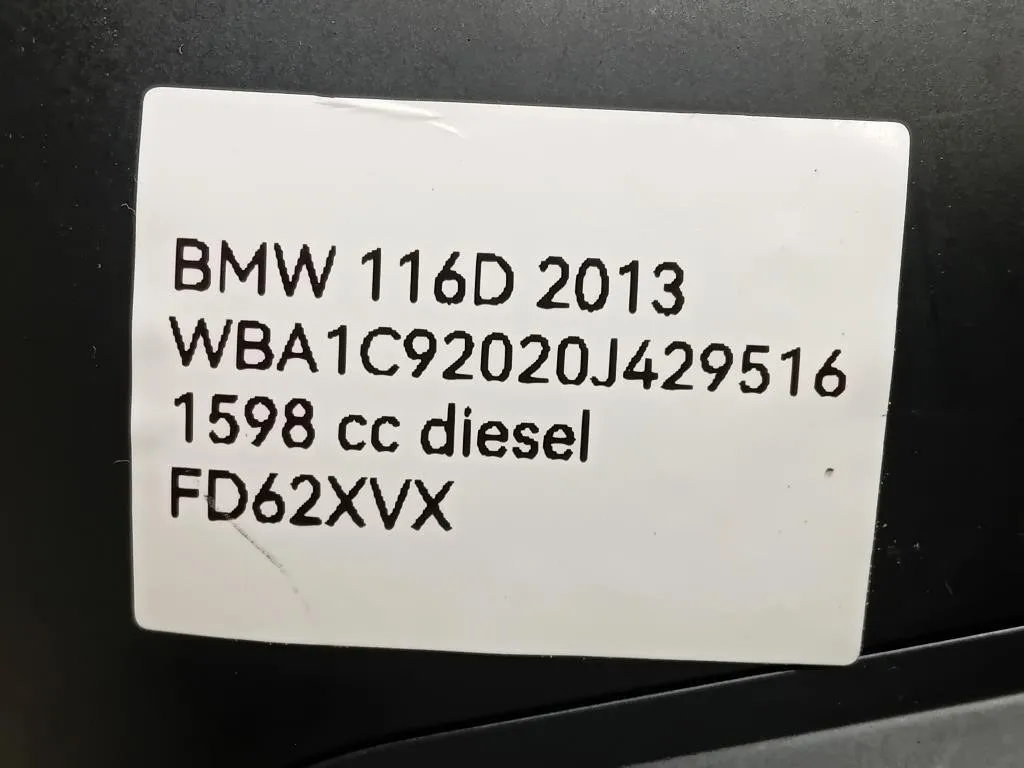 BMW 116D 2013
WBA1C92020J429516
1598 cc diesel
FD62XVX